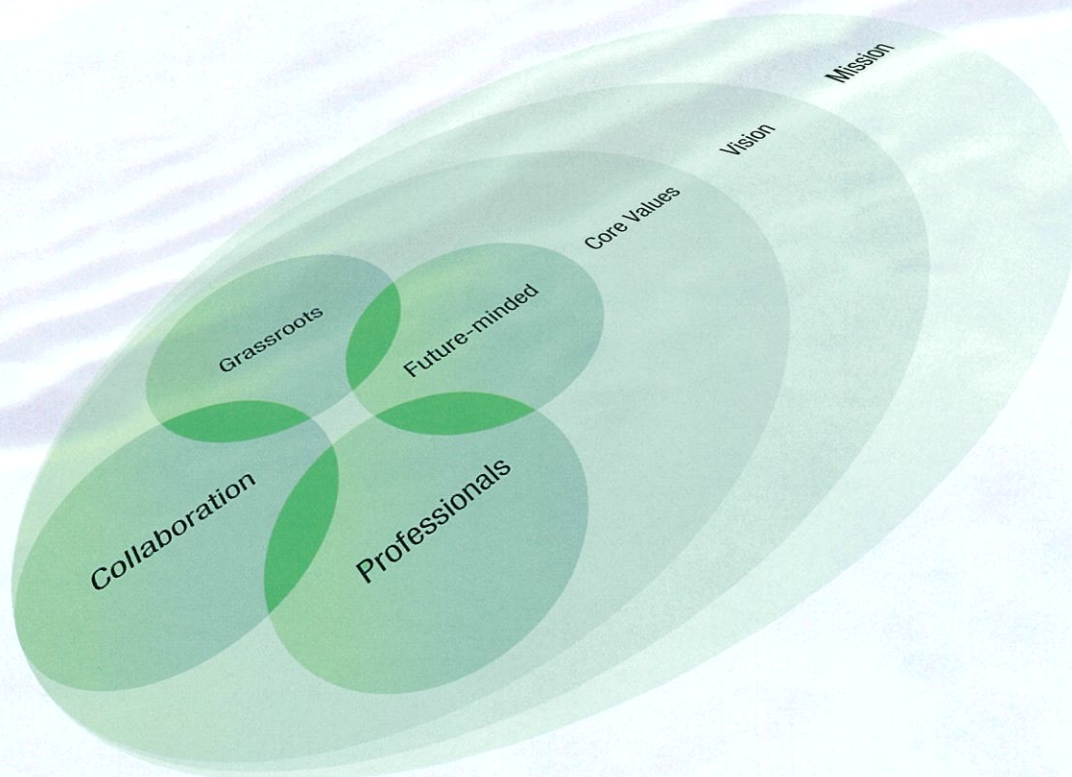 Mission
Vision
Core Values
Grassroots
Future-minded
Collaboration
Professionals